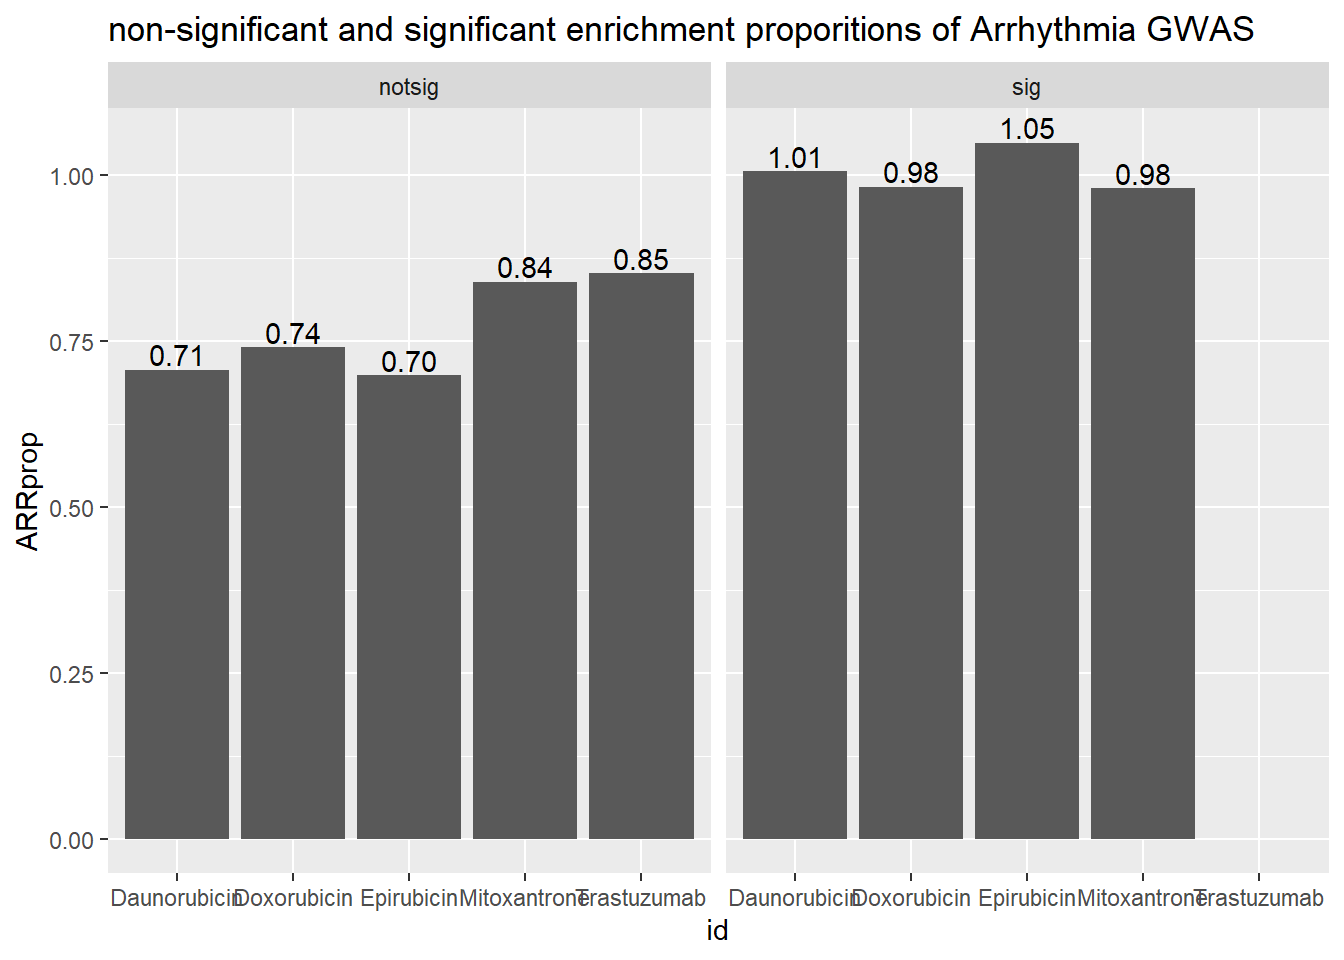 non-significant and significant enrichment proporitions of Arrhythmia GWAS
notsig
sig
ARRprop
1.00
0.75
0.50
0.25
0.00
0.71
0.74
0.70
0.84
0.85
1.01
0.98
1.05
0.98
Daunorubicin Doxorubicin Epirubicin Mitoxantrone Trastuzumab
Daunorubicin Doxorubicin Epirubicin Mitoxantrone Trastuzumab
id